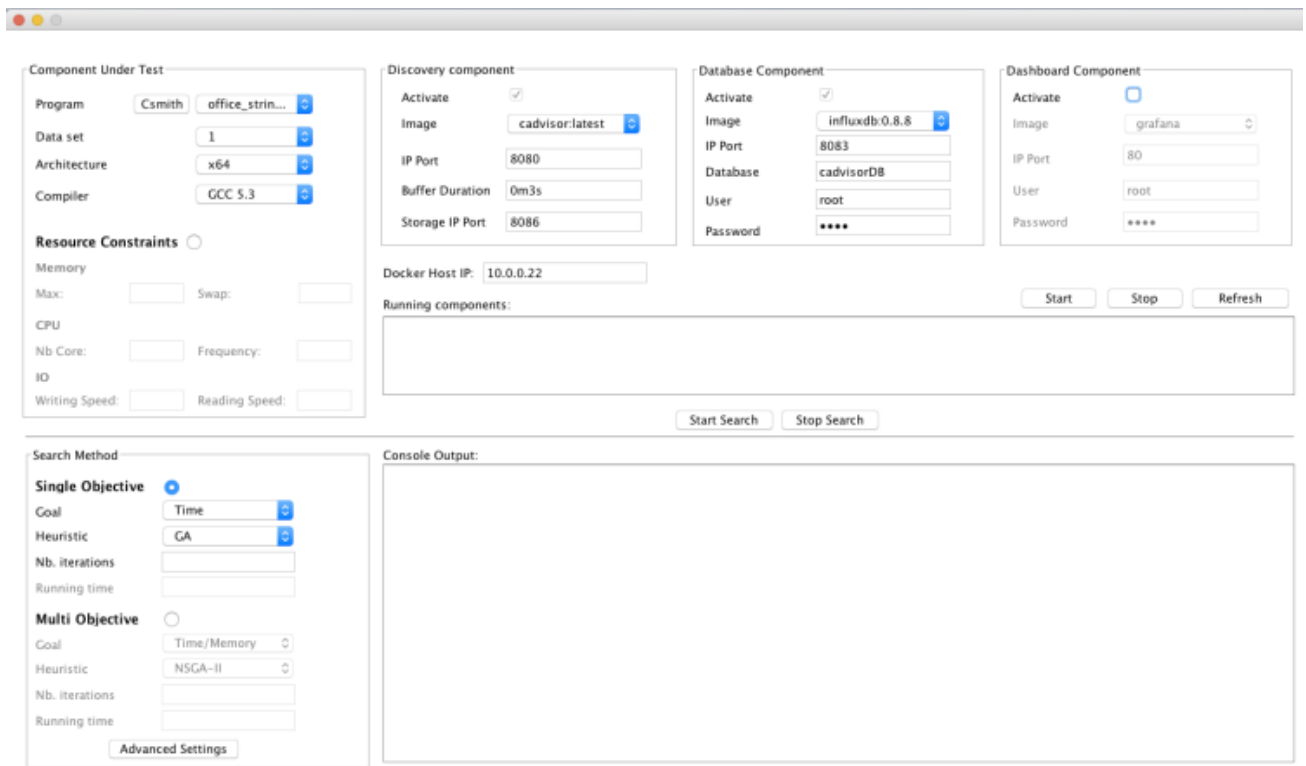 Component Under Test
Program Csmith office_strin...
Data set 1
Architecture x64
Compiler GCC 5.3
Resource Constraints
Memory
Max: Swap:
CPU
Nb Core: Frequency:
IO
Writing Speed: Reading Speed:
Discovery component
Activate
Image cadvisor:latest
IP Port 8080
Buffer Duration 0m3s
Storage IP Port 8086
Database Component
Activate
Image influxdb:0.8.8
IP Port 8083
Database cadvisorDB
User root
Password ••••
Dashboard Component
Activate
Image grafana
IP Port 80
User root
Password ••••
Docker Host IP: 10.0.0.22
Running components:
Start Stop Refresh
Start Search Stop Search
Search Method
Single Objective
Goal Time
Heuristic GA
Nb. iterations
Running time
Multi Objective
Goal Time/Memory
Heuristic NSGA-II
Nb. iterations
Running time
Advanced Settings
Console Output: